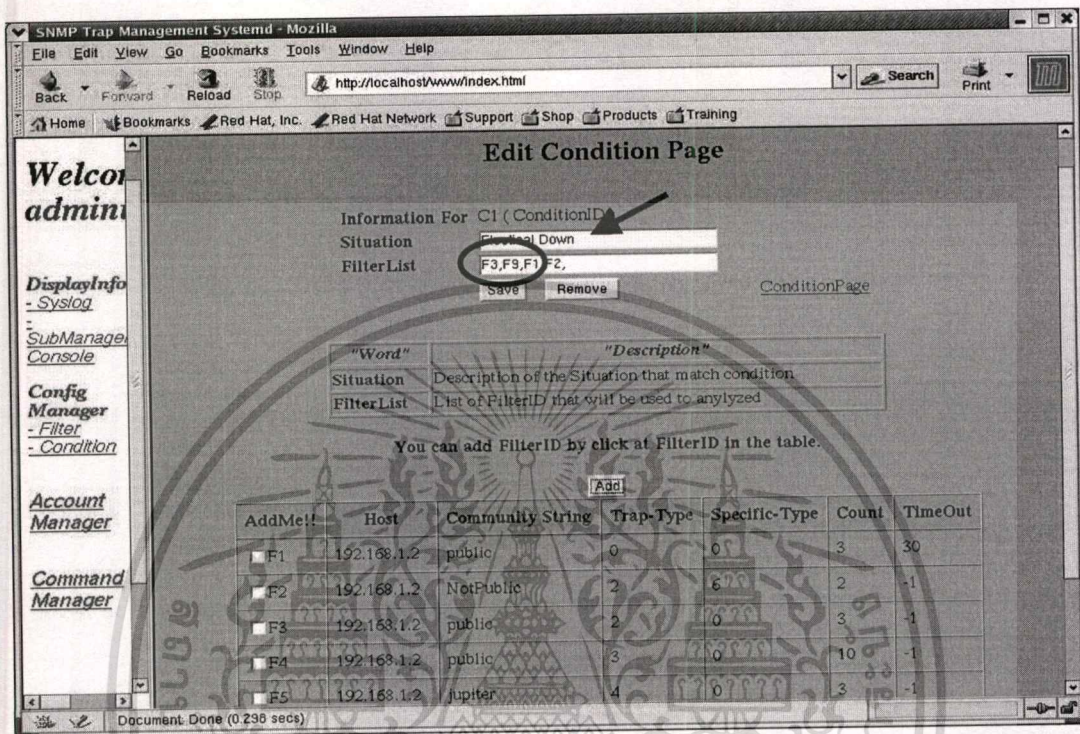 SNMP Trap Management Systemd - Mozilla
File Edit View Go Bookmarks Tools Window Help
Back Forward Reload Stop http://localhost/www/index.html Search Print
Home Bookmarks Red Hat, Inc. Red Hat Network Support Shop Products Training
Edit Condition Page
Welcom
admini
DisplayInfo
- Syslog
-
SubManager
Console
Config
Manager
- Filter
- Condition
Account
Manager
Command
Manager
Information For C1 ( ConditionID
Situation Down
FilterList F3,F9,F1,F2,
Save Remove ConditionPage
"Word" "Description"
Situation Description of the Situation that match condition
FilterList List of FilterID that will be used to anylyzed
You can add FilterID by click at FilterID in the table.
Add
AddMe!! Host Community String Trap-Type Specific-Type Count TimeOut
F1 192.168.1.2 public 0 0 3 30
F2 192.168.1.2 NotPublic 2 6 2 -1
F3 192.168.1.2 public 2 0 3 -1
F4 192.168.1.2 public 3 0 10 -1
F5 192.168.1.2 jupiter 4 0 3 -1
Document: Done (0.296 secs)